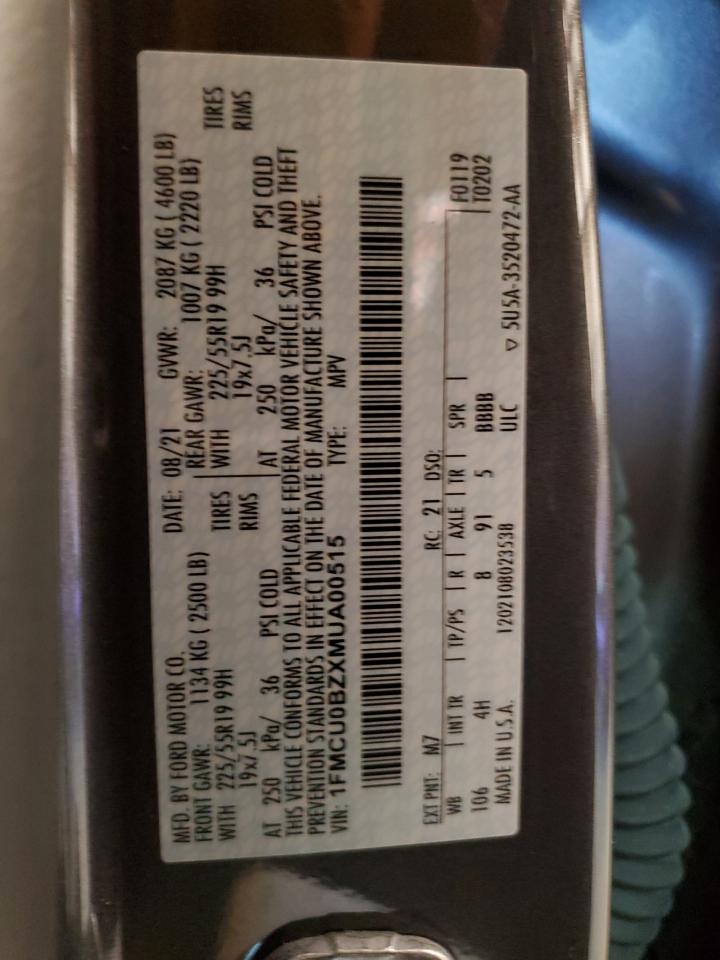 MFD. BY FORD MOTOR CO. DATE: 08/21 GVWR: 2087 KG ( 4600 LB)
FRONT GAWR: 1134 KG ( 2500 LB) REAR GAWR: 1007 KG ( 2220 LB)
WITH 225/55R19 99H TIRES WITH 225/55R19 99H TIRES
19x7.5J RIMS 19x7.5J RIMS
AT 250 kPa/ 36 PSI COLD AT 250 kPa/ 36 PSI COLD
THIS VEHICLE CONFORMS TO ALL APPLICABLE FEDERAL MOTOR VEHICLE SAFETY AND THEFT
PREVENTION STANDARDS IN EFFECT ON THE DATE OF MANUFACTURE SHOWN ABOVE.
VIN: 1FMCU0BZXMUA00515 TYPE: MPV
EXT PNT: M7 RC: 21 DSO: F0119
WB INT TR TP/PS R AXLE TR SPR T0202
106 4H 8 91 5 BBBB
MADE IN U.S.A. 1202108023538 ULC ▽ 5U5A-3520472-AA